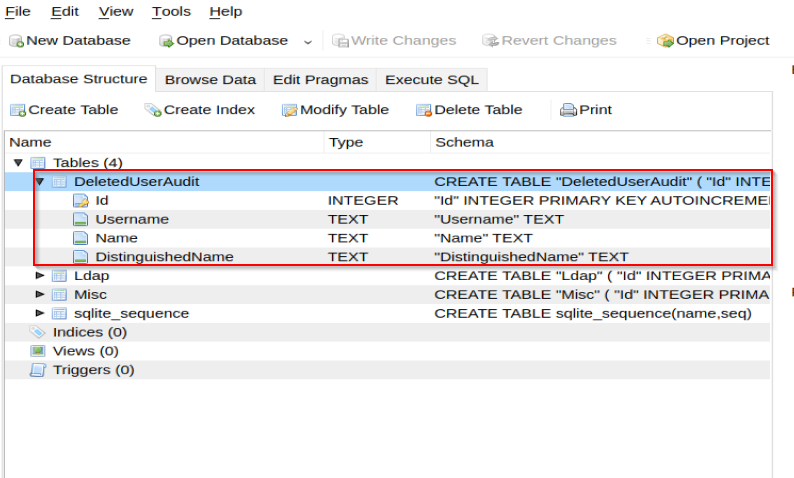 File Edit View Tools Help
New Database Open Database Write Changes Revert Changes Open Project
Database Structure Browse Data Edit Pragmas Execute SQL
Create Table Create Index Modify Table Delete Table Print
Name Type Schema
Tables (4)
DeletedUserAudit CREATE TABLE "DeletedUserAudit" ( "Id" INTE
Id INTEGER "Id" INTEGER PRIMARY KEY AUTOINCREME
Username TEXT "Username" TEXT
Name TEXT "Name" TEXT
DistinguishedName TEXT "DistinguishedName" TEXT
Ldap CREATE TABLE "Ldap" ( "Id" INTEGER PRIMA
Misc CREATE TABLE "Misc" ( "Id" INTEGER PRIMA
sqlite_sequence CREATE TABLE sqlite_sequence(name,seq)
Indices (0)
Views (0)
Triggers (0)